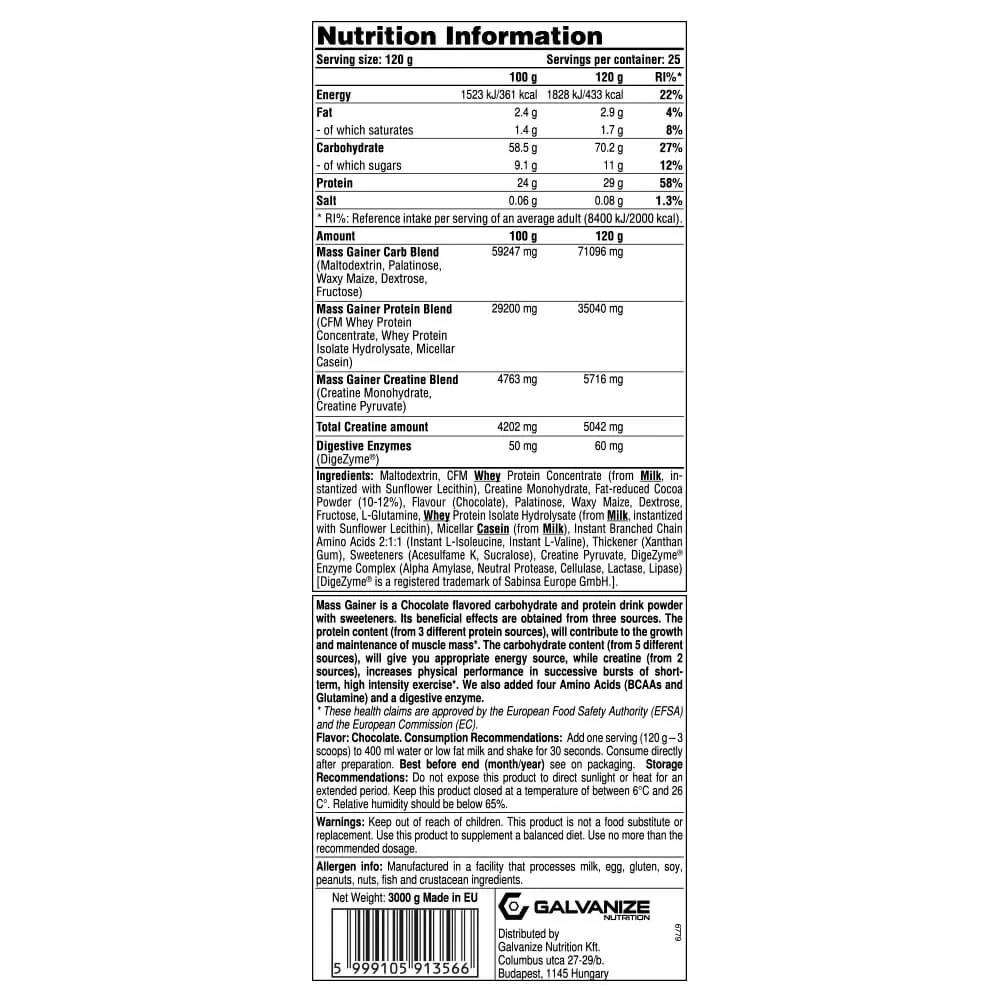 Nutrition Information
Serving size: 120 g Servings per container: 25
100 g 120 g RI%*
Energy 1523 kJ/361 kcal 1828 kJ/433 kcal 22%
Fat 2.4 g 2.9 g 4%
- of which saturates 1.4 g 1.7 g 8%
Carbohydrate 58.5 g 70.2 g 27%
- of which sugars 9.1 g 11 g 12%
Protein 24 g 29 g 58%
Salt 0.06 g 0.08 g 1.3%
* RI%: Reference intake per serving of an average adult (8400 kJ/2000 kcal).
Amount 100 g 120 g
Mass Gainer Carb Blend 59247 mg 71096 mg
(Maltodextrin, Palatinose,
Waxy Maize, Dextrose,
Fructose)
Mass Gainer Protein Blend 29200 mg 35040 mg
(CFM Whey Protein
Concentrate, Whey Protein
Isolate Hydrolysate, Micellar
Casein)
Mass Gainer Creatine Blend 4763 mg 5716 mg
(Creatine Monohydrate,
Creatine Pyruvate)
Total Creatine amount 4202 mg 5042 mg
Digestive Enzymes 50 mg 60 mg
(DigeZyme®)
Ingredients: Maltodextrin, CFM Whey Protein Concentrate (from Milk, in-
stantized with Sunflower Lecithin), Creatine Monohydrate, Fat-reduced Cocoa
Powder (10-12%), Flavour (Chocolate), Palatinose, Waxy Maize, Dextrose,
Fructose, L-Glutamine, Whey Protein Isolate Hydrolysate (from Milk, instantized
with Sunflower Lecithin), Micellar Casein (from Milk), Instant Branched Chain
Amino Acids 2:1:1 (Instant L-Isoleucine, Instant L-Valine), Thickener (Xanthan
Gum), Sweeteners (Acesulfame K, Sucralose), Creatine Pyruvate, DigeZyme®
Enzyme Complex (Alpha Amylase, Neutral Protease, Cellulase, Lactase, Lipase)
[DigeZyme® is a registered trademark of Sabinsa Europe GmbH.].
Mass Gainer is a Chocolate flavored carbohydrate and protein drink powder
with sweeteners. Its beneficial effects are obtained from three sources. The
protein content (from 3 different protein sources), will contribute to the growth
and maintenance of muscle mass*. The carbohydrate content (from 5 different
sources), will give you appropriate energy source, while creatine (from 2
sources), increases physical performance in successive bursts of short-
term, high intensity exercise*. We also added four Amino Acids (BCAAs and
Glutamine) and a digestive enzyme.
* These health claims are approved by the European Food Safety Authority (EFSA)
and the European Commission (EC).
Flavor: Chocolate. Consumption Recommendations: Add one serving (120 g – 3
scoops) to 400 ml water or low fat milk and shake for 30 seconds. Consume directly
after preparation. Best before end (month/year) see on packaging. Storage
Recommendations: Do not expose this product to direct sunlight or heat for an
extended period. Keep this product closed at a temperature of between 6°C and 26
C°. Relative humidity should be below 65%.
Warnings: Keep out of reach of children. This product is not a food substitute or
replacement. Use this product to supplement a balanced diet. Use no more than the
recommended dosage.
Allergen info: Manufactured in a facility that processes milk, egg, gluten, soy,
peanuts, nuts, fish and crustacean ingredients.
Net Weight: 3000 g Made in EU
5 999105 913566
GALVANIZE
NUTRITION
Distributed by
Galvanize Nutrition Kft.
Columbus utca 27-29/b.
Budapest, 1145 Hungary
6779